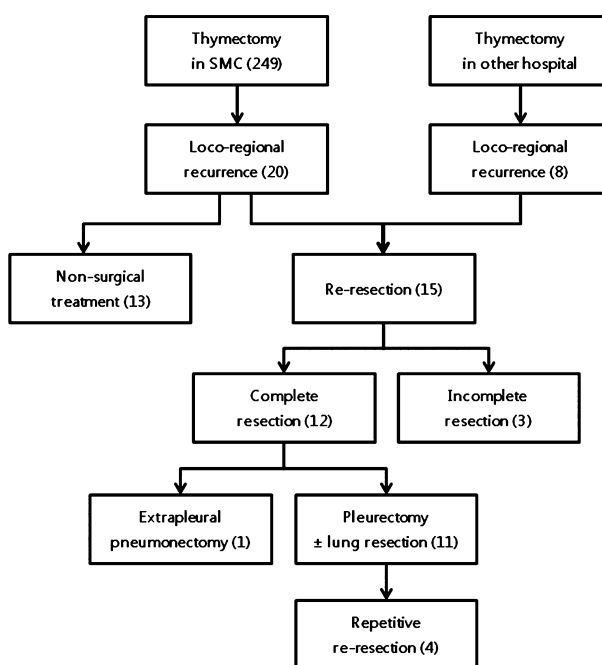 Thymectomy
in SMC (249)
Thymectomy
in other hospital
Loco-regional
recurrence (20)
Loco-regional
recurrence (8)
Non-surgical
treatment (13)
Re-resection (15)
Complete
resection (12)
Incomplete
resection (3)
Extrapleural
pneumonectomy (1)
Pleurectomy
± lung resection (11)
Repetitive
re-resection (4)